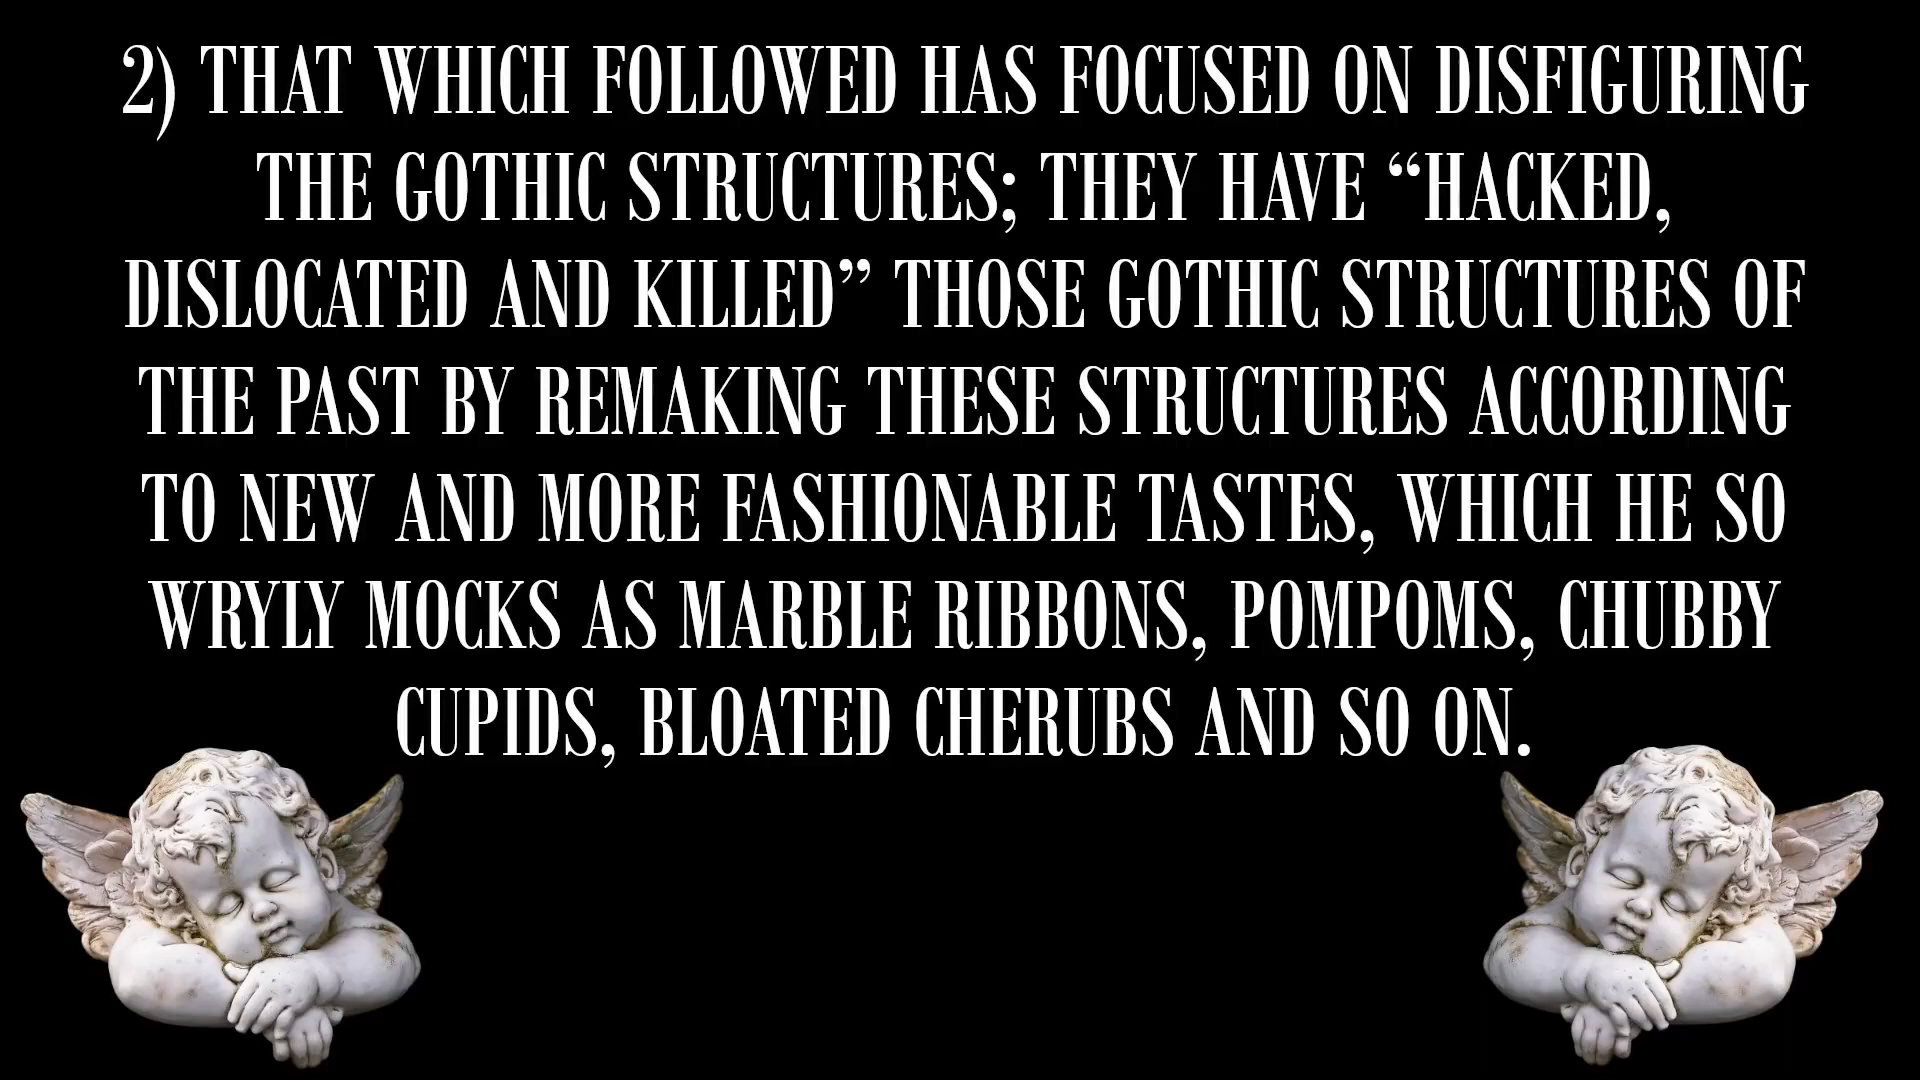 2) THAT WHICH FOLLOWED HAS FOCUSED ON DISFIGURING
THE GOTHIC STRUCTURES; THEY HAVE “HACKED,
DISLOCATED AND KILLED” THOSE GOTHIC STRUCTURES OF
THE PAST BY REMAKING THESE STRUCTURES ACCORDING
TO NEW AND MORE FASHIONABLE TASTES, WHICH HE SO
WRYLY MOCKS AS MARBLE RIBBONS, POMPOMS, CHUBBY
CUPIDS, BLOATED CHERUBS AND SO ON.